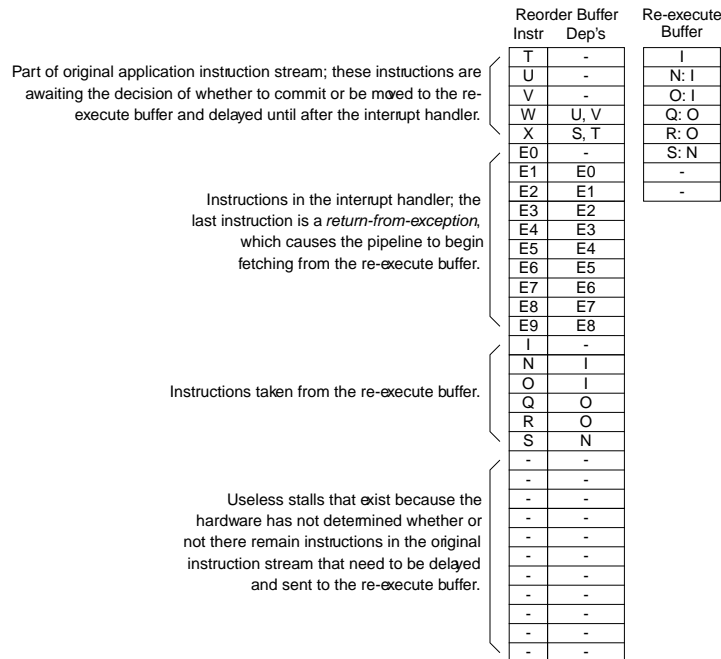 Reorder Buffer
Instr Dep's
Re-execute
Buffer
Part of original application instruction stream; these instructions are
awaiting the decision of whether to commit or be moved to the re-
execute buffer and delayed until after the interrupt handler.
T -
U -
V -
W U, V
X S, T
Instructions in the interrupt handler; the
last instruction is a return-from-exception,
which causes the pipeline to begin
fetching from the re-execute buffer.
E0 -
E1 E0
E2 E1
E3 E2
E4 E3
E5 E4
E6 E5
E7 E6
E8 E7
E9 E8
Instructions taken from the re-execute buffer.
I -
N I
O I
Q O
R O
S N
Useless stalls that exist because the
hardware has not determined whether or
not there remain instructions in the original
instruction stream that need to be delayed
and sent to the re-execute buffer.
- -
- -
- -
- -
- -
- -
- -
- -
- -
- -
- -
I
N: I
O: I
Q: O
R: O
S: N
-
-